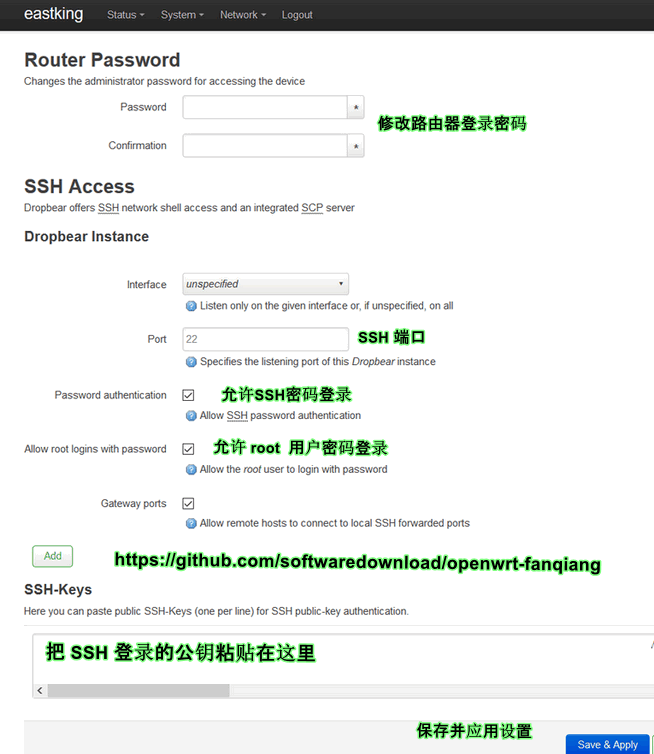 eastking Status System Network Logout
Router Password
Changes the administrator password for accessing the device
Password *
修改路由器登录密码
Confirmation *
SSH Access
Dropbear offers SSH network shell access and an integrated SCP server
Dropbear Instance
Interface unspecified
Listen only on the given interface or, if unspecified, on all
Port 22 SSH 端口
Specifies the listening port of this Dropbear instance
Password authentication 允许SSH密码登录
Allow SSH password authentication
Allow root logins with password 允许 root 用户密码登录
Allow the root user to login with password
Gateway ports
Allow remote hosts to connect to local SSH forwarded ports
Add https://github.com/softwaredownload/openwrt-fanqiang
SSH-Keys
Here you can paste public SSH-Keys (one per line) for SSH public-key authentication.
把 SSH 登录的公钥粘贴在这里
保存并应用设置
Save & Apply